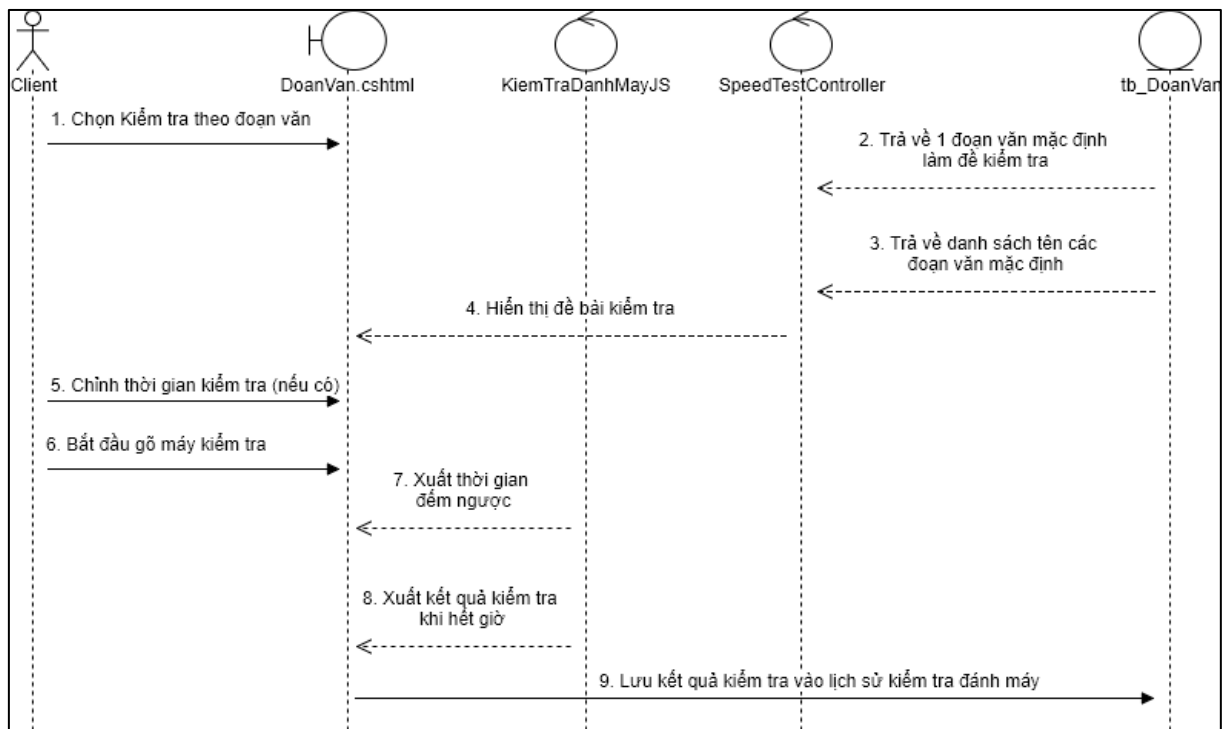 Client
DoanVan.cshtml
KiemTraDanhMayJS
SpeedTestController
tb_DoanVan
1. Chọn Kiểm tra theo đoạn văn
2. Trả về 1 đoạn văn mặc định
làm đề kiểm tra
3. Trả về danh sách tên các
đoạn văn mặc định
4. Hiển thị đề bài kiểm tra
5. Chỉnh thời gian kiểm tra (nếu có)
6. Bắt đầu gõ máy kiểm tra
7. Xuất thời gian
đếm ngược
8. Xuất kết quả kiểm tra
khi hết giờ
9. Lưu kết quả kiểm tra vào lịch sử kiểm tra đánh máy